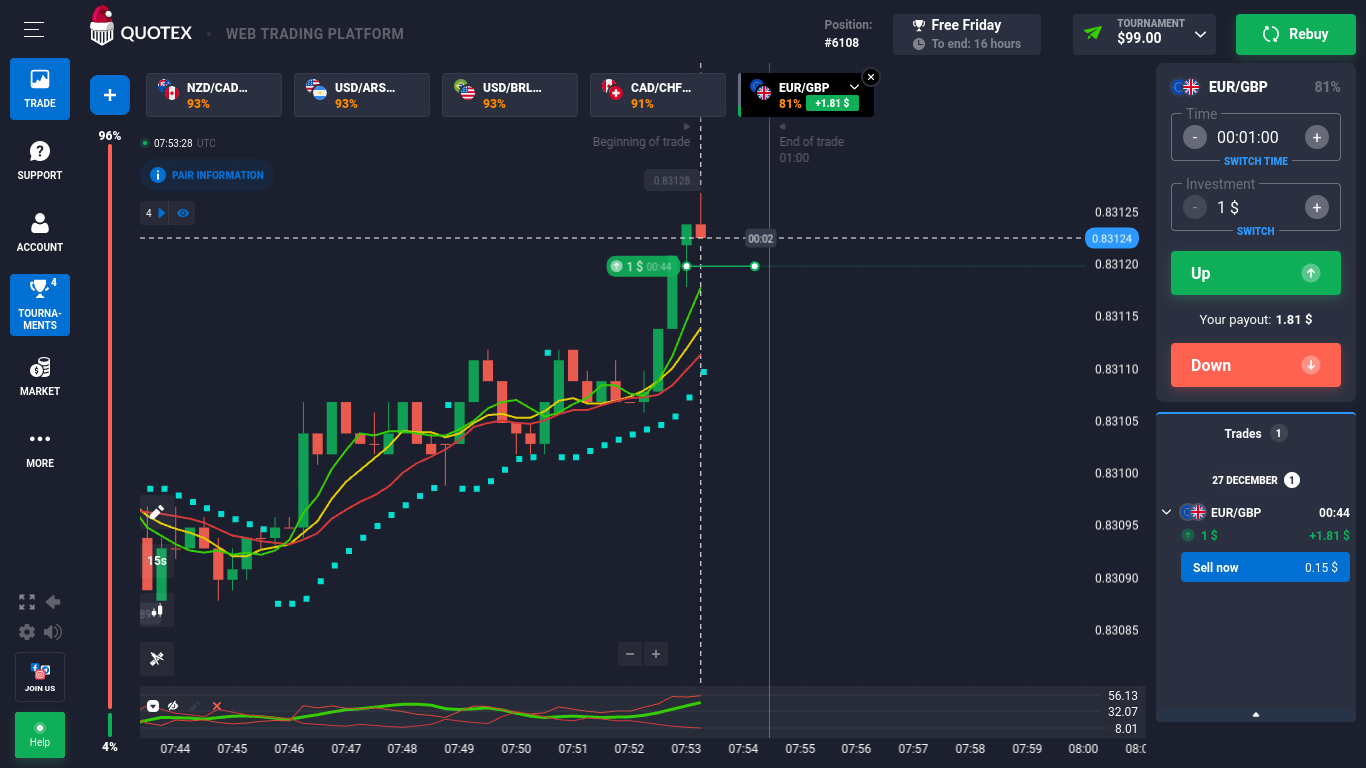 QUOTEX
•
WEB TRADING PLATFORM
Position:
#6108
Free Friday
To end: 16 hours
TOURNAMENT
$99.00
Rebuy
TRADE
SUPPORT
ACCOUNT
4
TOURNA-
MENTS
MARKET
MORE
JOIN US
Help
+
NZD/CAD...
93%
USD/ARS...
93%
USD/BRL...
93%
CAD/CHF...
91%
EUR/GBP
81% +1.81 $
96%
4%
07:53:28 UTC
PAIR INFORMATION
4
Beginning of trade
End of trade
01:00
0.83128
00:02
1 $ 00:44
0.83125
0.83124
0.83120
0.83115
0.83110
0.83105
0.83100
0.83095
0.83090
0.83085
15s
− +
56.13
32.07
8.01
07:44 07:45 07:46 07:47 07:48 07:49 07:50 07:51 07:52 07:53 07:54 07:55 07:56 07:57 07:58 07:59 08:00
EUR/GBP 81%
Time
- 00:01:00 +
SWITCH TIME
Investment
- 1 $ +
SWITCH
Up
Your payout: 1.81 $
Down
Trades 1
27 DECEMBER 1
EUR/GBP 00:44
1 $ +1.81 $
Sell now 0.15 $